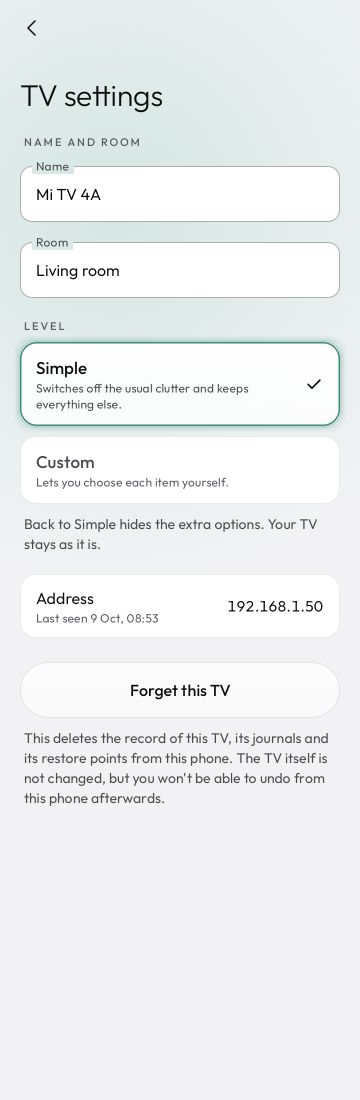 TV settings
NAME AND ROOM
Name
Mi TV 4A
Room
Living room
LEVEL
Simple
Switches off the usual clutter and keeps
everything else.
Custom
Lets you choose each item yourself.
Back to Simple hides the extra options. Your TV
stays as it is.
Address
Last seen 9 Oct, 08:53
192.168.1.50
Forget this TV
This deletes the record of this TV, its journals and
its restore points from this phone. The TV itself is
not changed, but you won't be able to undo from
this phone afterwards.